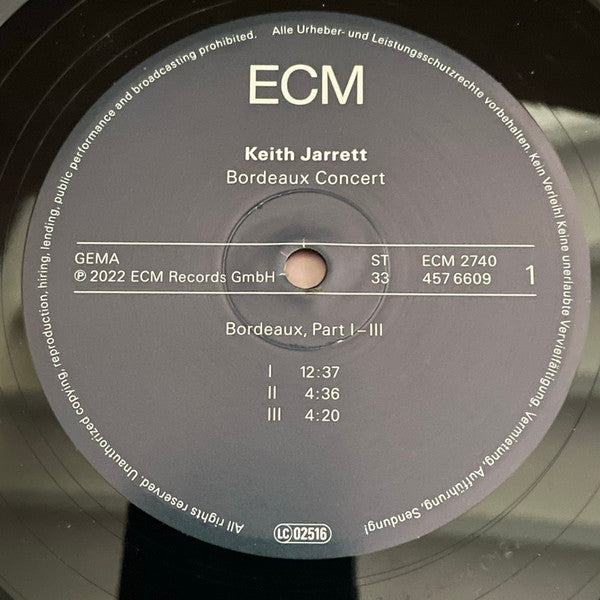 ECM
Keith Jarrett
Bordeaux Concert
GEMA
℗ 2022 ECM Records GmbH
ST
33
ECM 2740
457 6609
1
Bordeaux, Part I–III
I 12:37
II 4:36
III 4:20
LC 02516
All rights reserved. Unauthorized copying, reproduction, hiring, lending, public performance and broadcasting prohibited.
Alle Urheber- und Leistungsschutzrechte vorbehalten. Kein Verleih! Keine unerlaubte Vervielfältigung, Vermietung, Aufführung, Sendung!